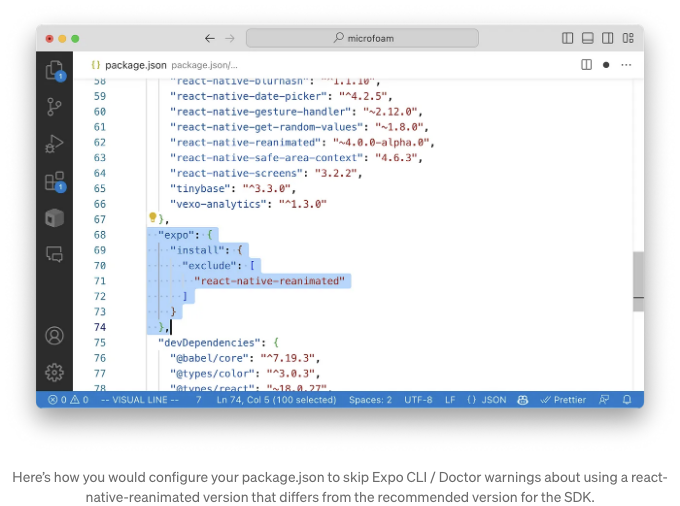 microfoam
{} package.json package.json/...
1
58 "react-native-blurhash": "^1.1.10",
59 "react-native-date-picker": "^4.2.5",
60 "react-native-gesture-handler": "~2.12.0",
61 "react-native-get-random-values": "~1.8.0",
62 "react-native-reanimated": "~4.0.0-alpha.0",
63 "react-native-safe-area-context": "4.6.3",
64 "react-native-screens": "3.2.2",
65 "tinybase": "^3.3.0",
66 "vexo-analytics": "^1.3.0"
67 },
68 "expo": {
69 "install": {
70 "exclude": [
71 "react-native-reanimated"
72 ]
73 }
74 },
75 "devDependencies": {
76 "@babel/core": "^7.19.3",
77 "@types/color": "^3.0.3",
78 "@types/react": "~18.0.27",
1
0 0 -- VISUAL LINE -- 7 Ln 74, Col 5 (100 selected) Spaces: 2 UTF-8 LF {} JSON Prettier
Here's how you would configure your package.json to skip Expo CLI / Doctor warnings about using a react-
native-reanimated version that differs from the recommended version for the SDK.